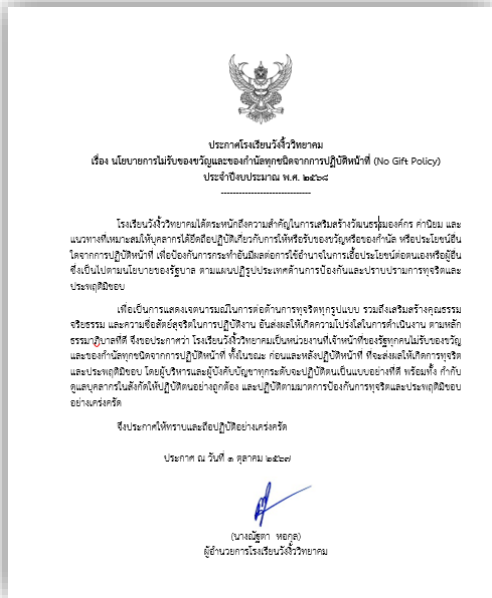 ประกาศโรงเรียนวังงิ้ววิทยาคม
เรื่อง นโยบายการไม่รับของขวัญและของกำนัลทุกชนิดจากการปฏิบัติหน้าที่ (No Gift Policy)
ประจำปีงบประมาณ พ.ศ. ๒๕๖๘
------------------------------
โรงเรียนวังงิ้ววิทยาคมได้ตระหนักถึงความสำคัญในการเสริมสร้างวัฒนธรรมองค์กร ค่านิยม และ
แนวทางที่เหมาะสมให้บุคลากรได้ยึดถือปฏิบัติเกี่ยวกับการให้หรือรับของขวัญหรือของกำนัล หรือประโยชน์อื่น
ใดจากการปฏิบัติหน้าที่ เพื่อป้องกันการกระทำอันมีผลต่อการใช้อำนาจในการเอื้อประโยชน์ต่อตนเองหรือผู้อื่น
ซึ่งเป็นไปตามนโยบายของรัฐบาล ตามแผนปฏิรูปประเทศด้านการป้องกันและปราบปรามการทุจริตและ
ประพฤติมิชอบ
เพื่อเป็นการแสดงเจตนารมณ์ในการต่อต้านการทุจริตทุกรูปแบบ รวมถึงเสริมสร้างคุณธรรม
จริยธรรม และความซื่อสัตย์สุจริตในการปฏิบัติงาน อันส่งผลให้เกิดความโปร่งใสในการดำเนินงาน ตามหลัก
ธรรมาภิบาลที่ดี จึงขอประกาศว่า โรงเรียนวังงิ้ววิทยาคมเป็นหน่วยงานที่เจ้าหน้าที่ของรัฐทุกคนไม่รับของขวัญ
และของกำนัลทุกชนิดจากการปฏิบัติหน้าที่ ทั้งในขณะ ก่อนและหลังปฏิบัติหน้าที่ ที่จะส่งผลให้เกิดการทุจริต
และประพฤติมิชอบ โดยผู้บริหารและผู้บังคับบัญชาทุกระดับจะปฏิบัติตนเป็นแบบอย่างที่ดี พร้อมทั้ง กำกับ
ดูแลบุคลากรในสังกัดให้ปฏิบัติตนอย่างถูกต้อง และปฏิบัติตามมาตการป้องกันการทุจริตและประพฤติมิชอบ
อย่างเคร่งครัด
จึงประกาศให้ทราบและถือปฏิบัติอย่างเคร่งครัด
ประกาศ ณ วันที่ ๑ ตุลาคม ๒๕๖๗
(นางณัฐตา หอกุล)
ผู้อำนวยการโรงเรียนวังงิ้ววิทยาคม